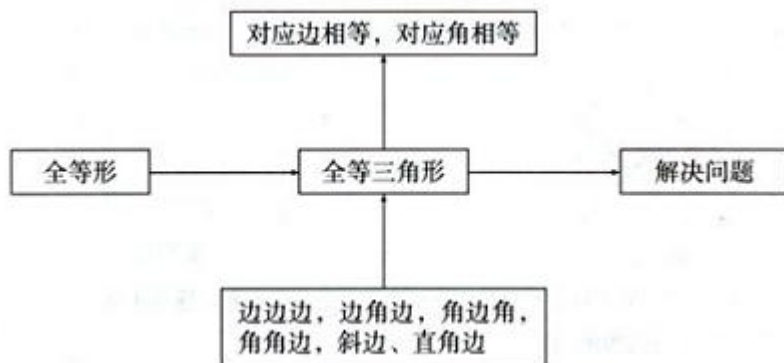 对应边相等，对应角相等
全等形
全等三角形
解决问题
边边边，边角边，角边角，
角角边，斜边、直角边